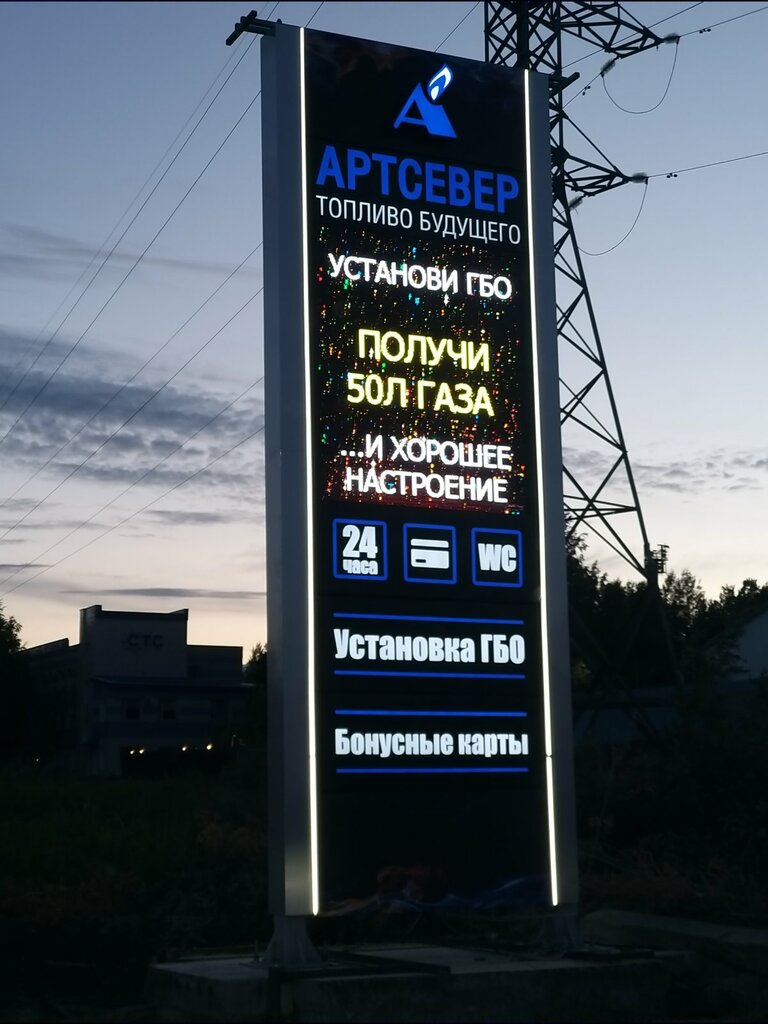 АРТСЕВЕР
ТОПЛИВО БУДУЩЕГО
УСТАНОВИ ГБО
ПОЛУЧИ
50Л ГАЗА
...И ХОРОШЕЕ
НАСТРОЕНИЕ
24
часа
WC
Установка ГБО
Бонусные карты
СТС